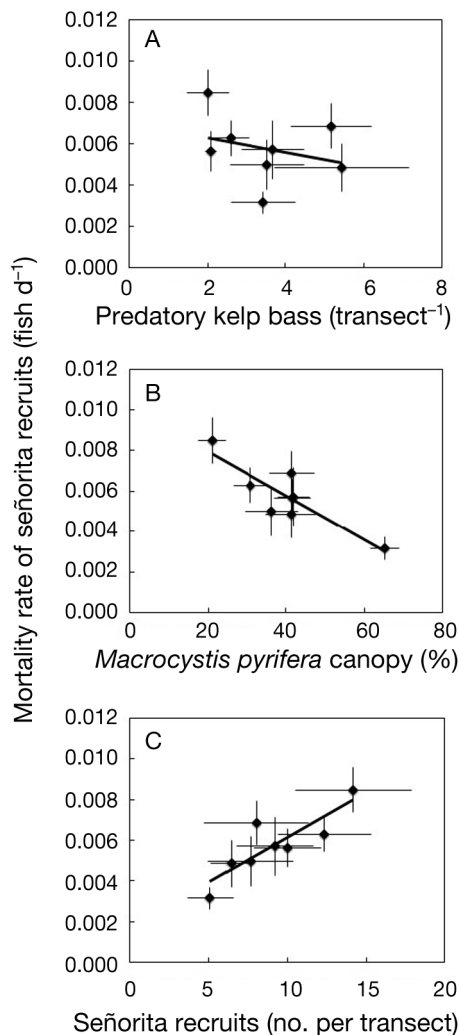 Mortality rate of señorita recruits (fish d⁻¹)
A
0.012
0.010
0.008
0.006
0.004
0.002
0.000
0 2 4 6 8
Predatory kelp bass (transect⁻¹)
B
0.012
0.010
0.008
0.006
0.004
0.002
0.000
0 20 40 60 80
Macrocystis pyrifera canopy (%)
C
0.012
0.010
0.008
0.006
0.004
0.002
0.000
0 5 10 15 20
Señorita recruits (no. per transect)